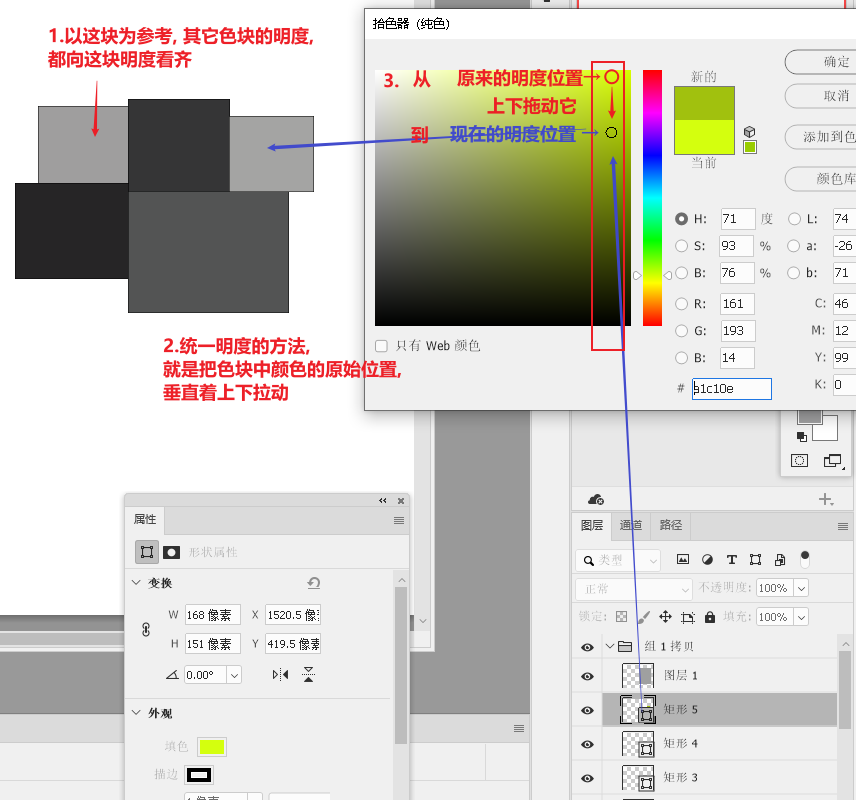 1.以这块为参考, 其它色块的明度,
都向这块明度看齐
2.统一明度的方法,
就是把色块中颜色的原始位置,
垂直着上下拉动
拾色器（纯色）
3. 从 原来的明度位置
上下拖动它
到 现在的明度位置
新的
当前
确定
取消
添加到色
颜色库
H: 71 度 L: 74
S: 93 % a: -26
B: 76 % b: 71
R: 161 C: 46
G: 193 M: 12
B: 14 Y: 99
# a1c10e K: 0
只有 Web 颜色
属性
形状属性
变换
W 168 像素 X 1520.5 像
H 151 像素 Y 419.5 像素
0.00°
外观
填色
描边
图层 通道 路径
类型
正常 不透明度: 100%
锁定: 填充: 100%
组 1 拷贝
图层 1
矩形 5
矩形 4
矩形 3